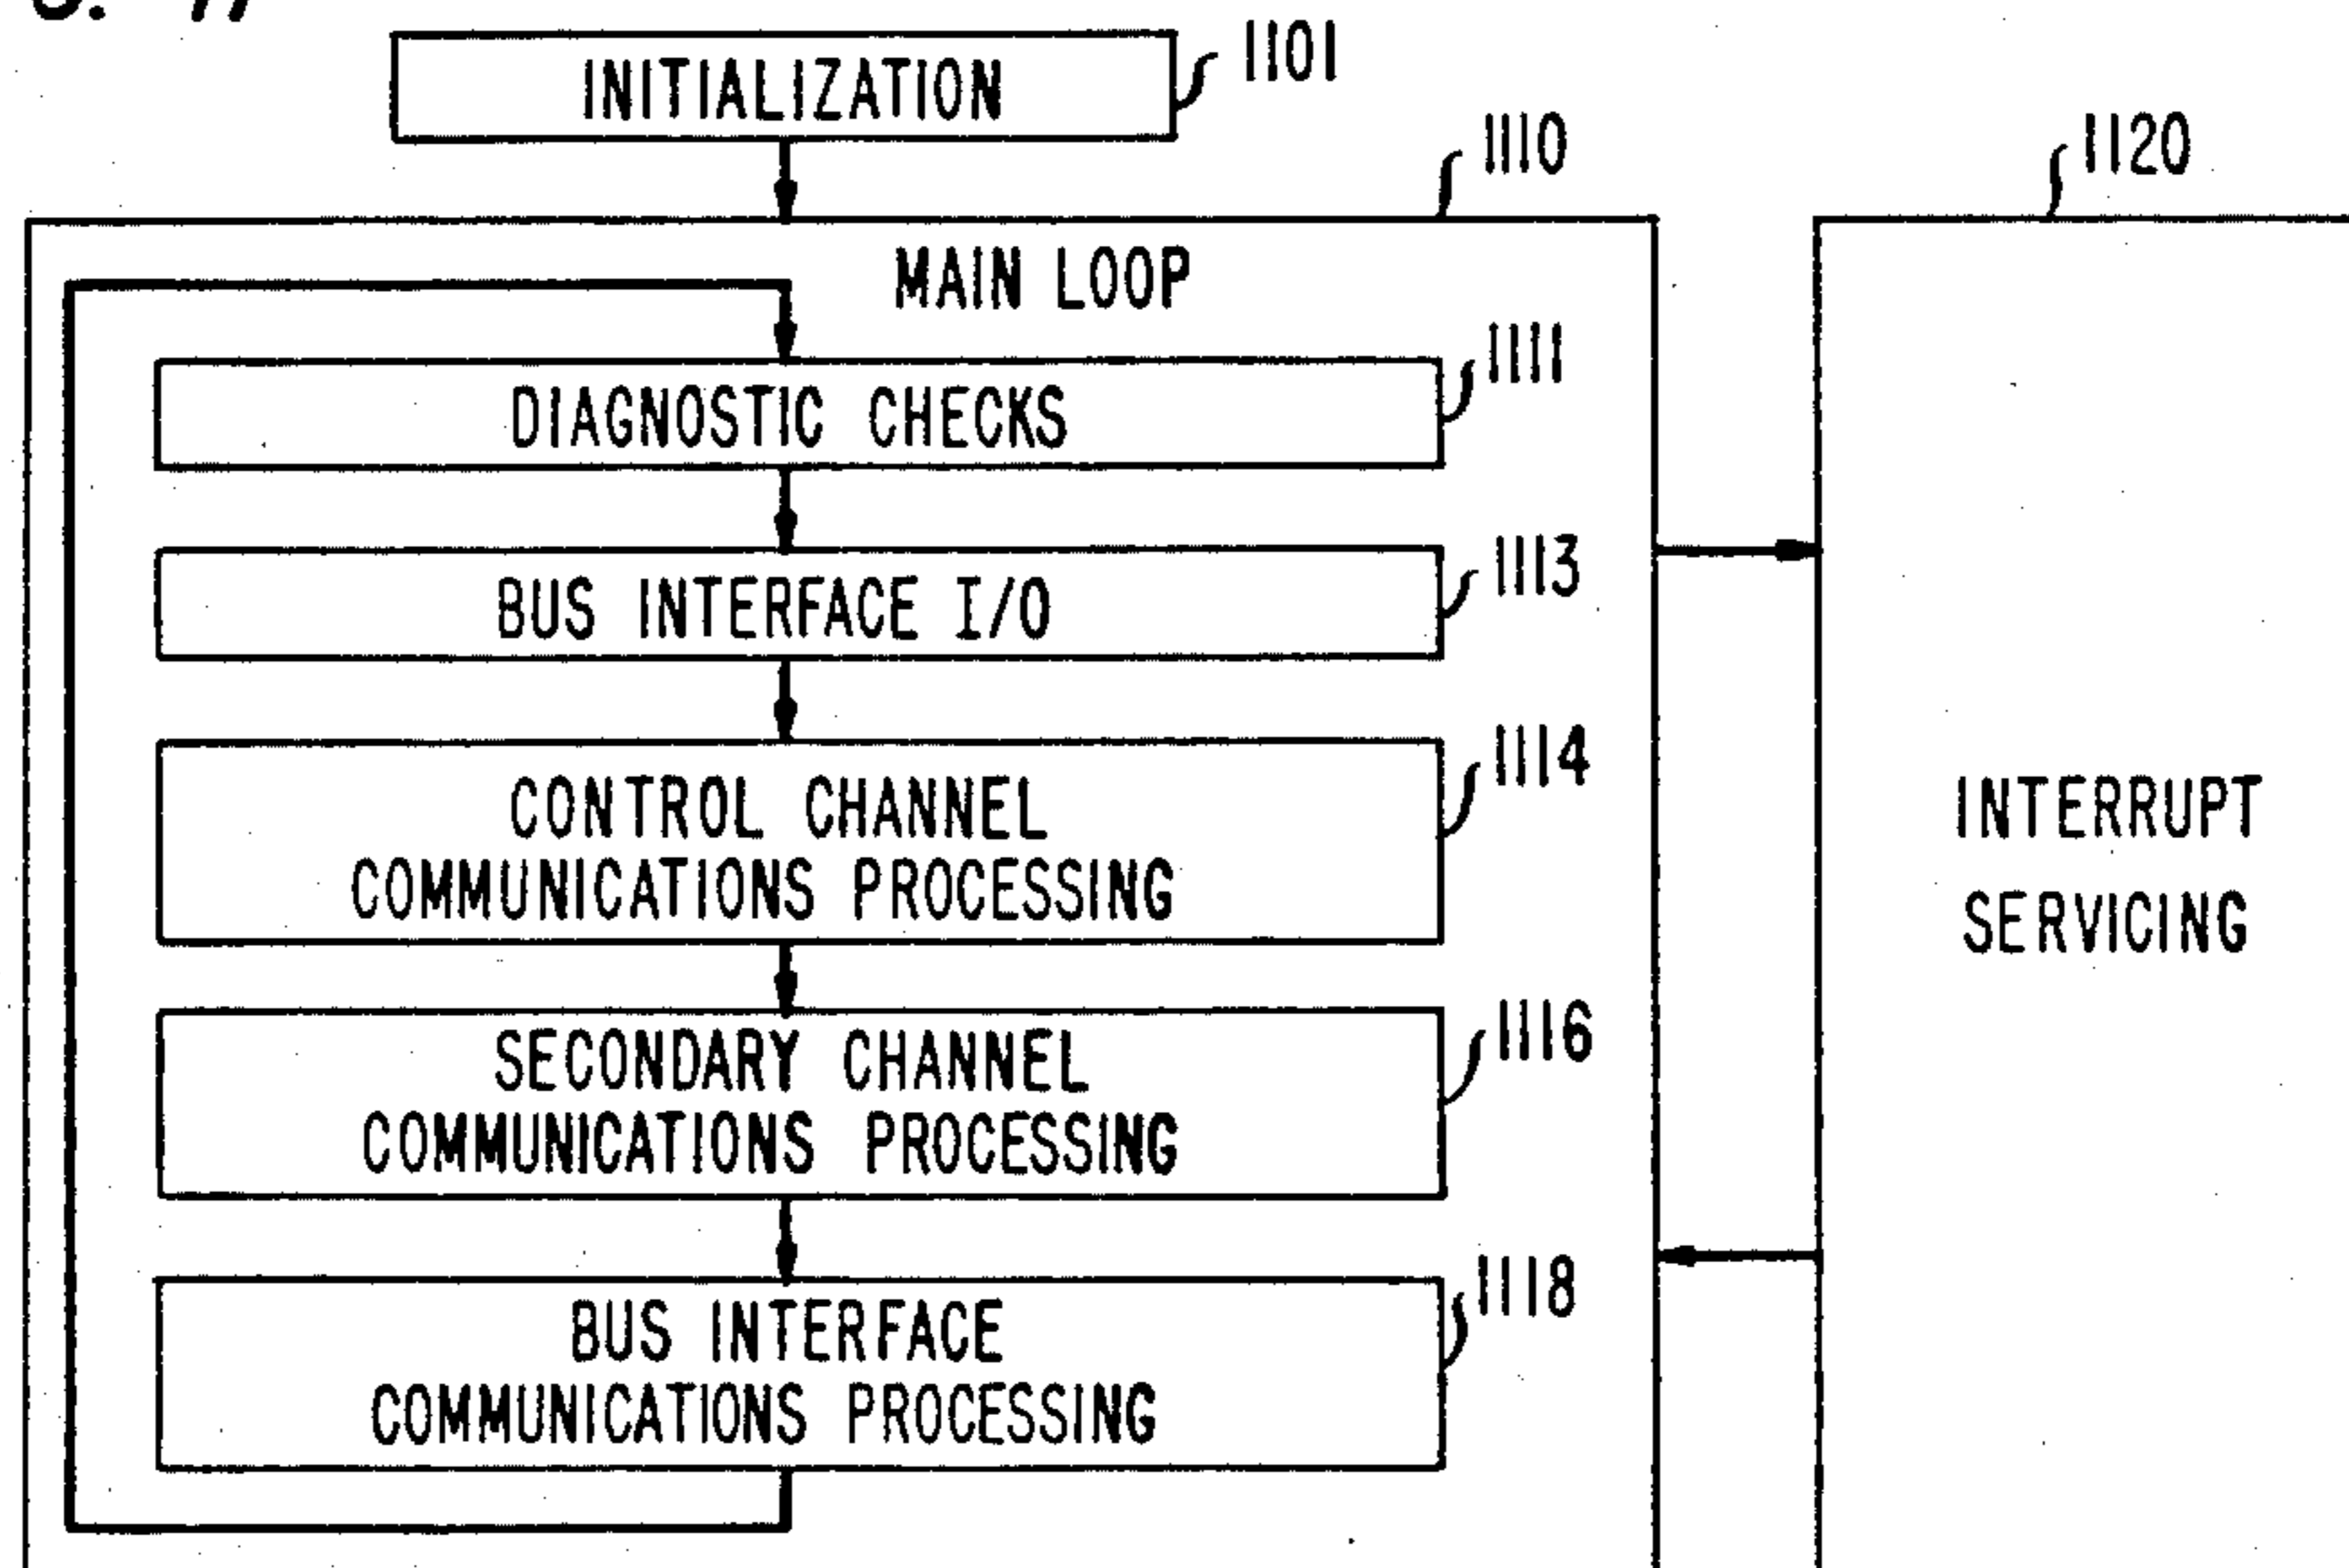 INITIALIZATION
1101
1110
1120
MAIN LOOP
DIAGNOSTIC CHECKS
1111
BUS INTERFACE I/O
1113
CONTROL CHANNEL
COMMUNICATIONS PROCESSING
1114
SECONDARY CHANNEL
COMMUNICATIONS PROCESSING
1116
BUS INTERFACE
COMMUNICATIONS PROCESSING
1118
INTERRUPT
SERVICING